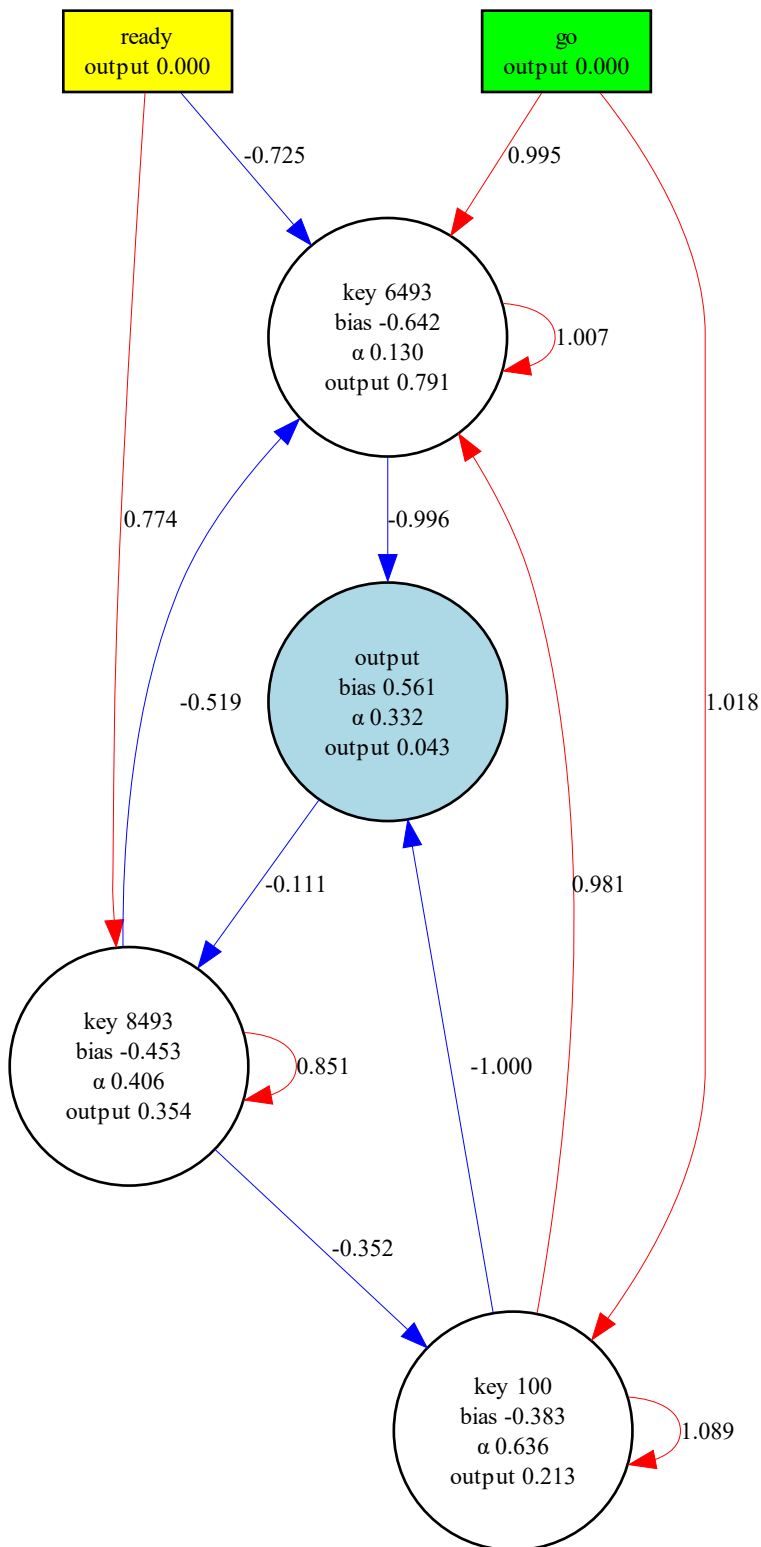 ready
output 0.000
go
output 0.000
-0.725
0.995
key 6493
bias -0.642
α 0.130
output 0.791
1.007
0.774
-0.996
-0.519
output
bias 0.561
α 0.332
output 0.043
1.018
-0.111
0.981
key 8493
bias -0.453
α 0.406
output 0.354
0.851
-1.000
-0.352
key 100
bias -0.383
α 0.636
output 0.213
1.089